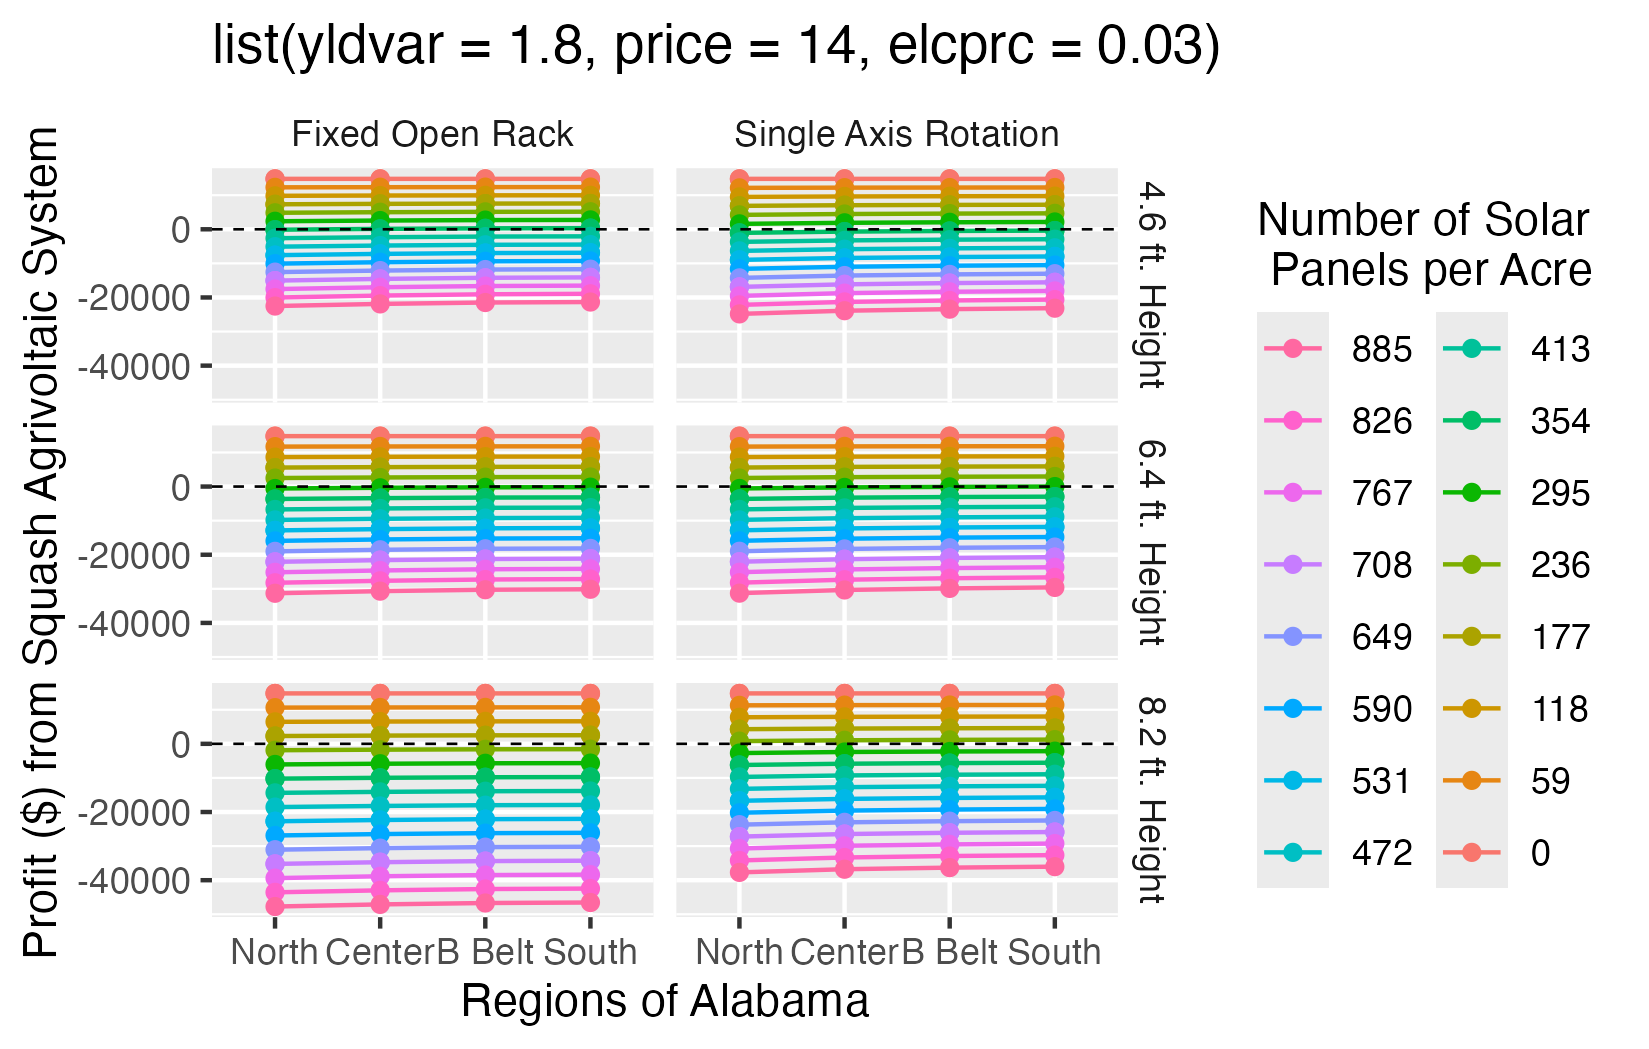 list(yldvar = 1.8, price = 14, elcprc = 0.03)
Fixed Open Rack
Single Axis Rotation
Profit ($) from Squash Agrivoltaic System
0
-20000
-40000
4.6 ft. Height
0
-20000
-40000
6.4 ft. Height
0
-20000
-40000
8.2 ft. Height
North Center B Belt South
North Center B Belt South
Regions of Alabama
Number of Solar
Panels per Acre
885
826
767
708
649
590
531
472
413
354
295
236
177
118
59
0